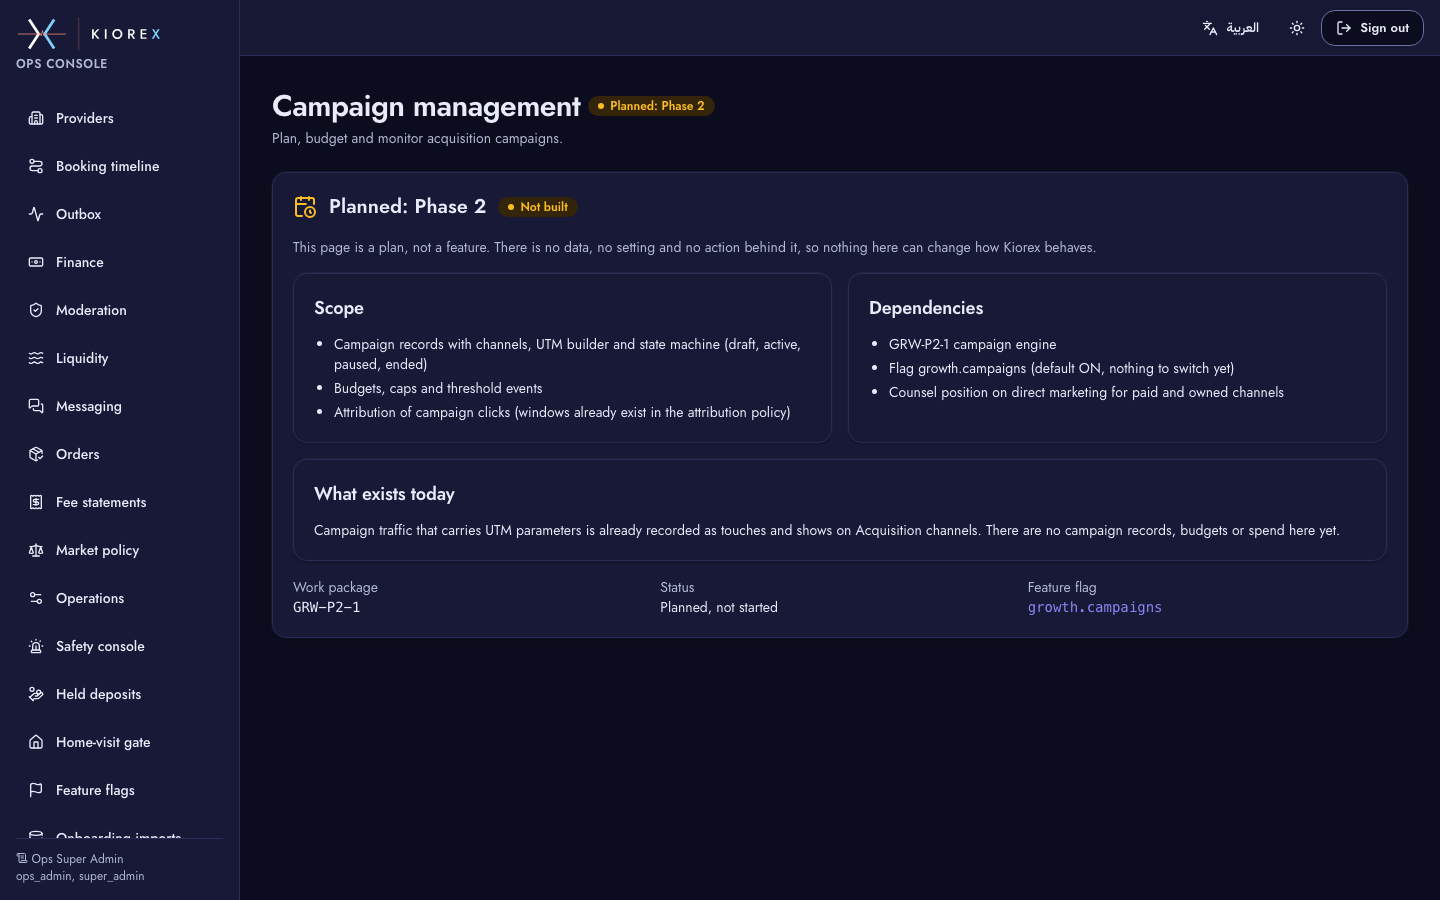 KIOREX
OPS CONSOLE
العربية
Sign out
Providers
Booking timeline
Outbox
Finance
Moderation
Liquidity
Messaging
Orders
Fee statements
Market policy
Operations
Safety console
Held deposits
Home-visit gate
Feature flags
Onboarding imports
Ops Super Admin
ops_admin, super_admin
Campaign management
Planned: Phase 2
Plan, budget and monitor acquisition campaigns.
Planned: Phase 2
Not built
This page is a plan, not a feature. There is no data, no setting and no action behind it, so nothing here can change how Kiorex behaves.
Scope
• Campaign records with channels, UTM builder and state machine (draft, active,
paused, ended)
• Budgets, caps and threshold events
• Attribution of campaign clicks (windows already exist in the attribution policy)
Dependencies
• GRW-P2-1 campaign engine
• Flag growth.campaigns (default ON, nothing to switch yet)
• Counsel position on direct marketing for paid and owned channels
What exists today
Campaign traffic that carries UTM parameters is already recorded as touches and shows on Acquisition channels. There are no campaign records, budgets or spend here yet.
Work package
GRW-P2-1
Status
Planned, not started
Feature flag
growth.campaigns